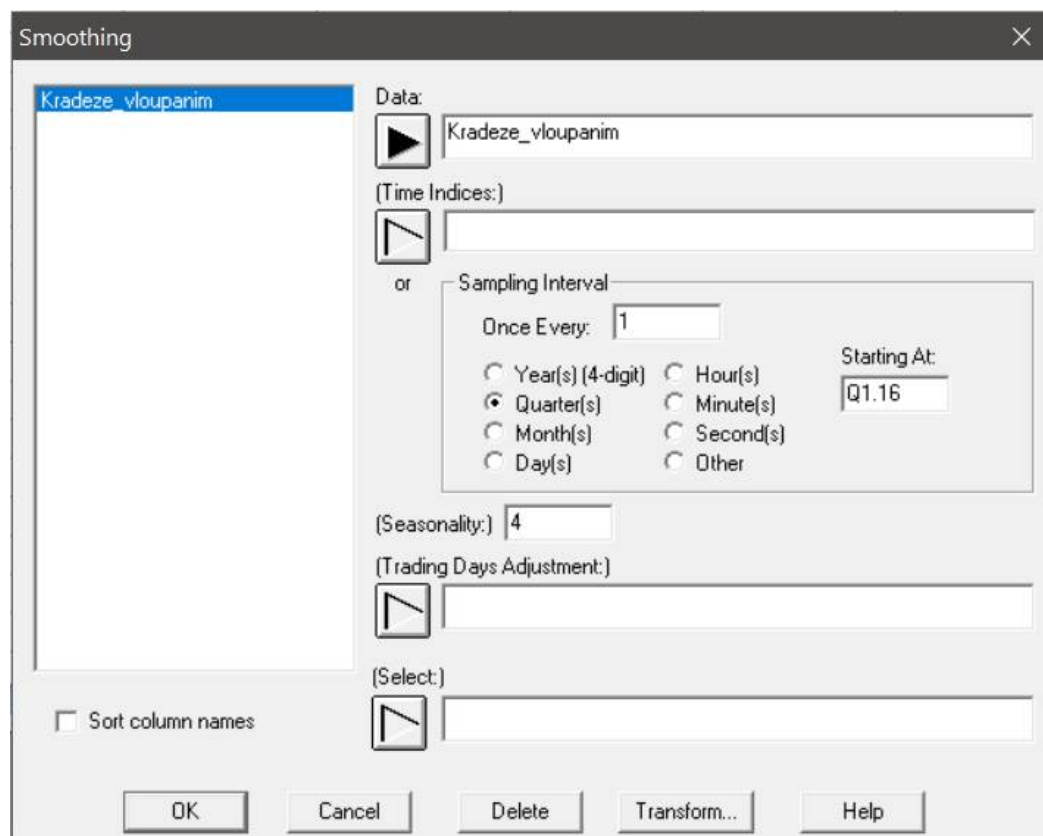 Smoothing
Kradeze_vloupanim
Data:
Kradeze_vloupanim
(Time Indices:)
or
Sampling Interval
Once Every:
1
Year(s) (4-digit)
Hour(s)
Starting At:
Quarter(s)
Minute(s)
Q1.16
Month(s)
Second(s)
Day(s)
Other
(Seasonality:)
4
(Trading Days Adjustment:)
(Select:)
Sort column names
OK
Cancel
Delete
Transform...
Help